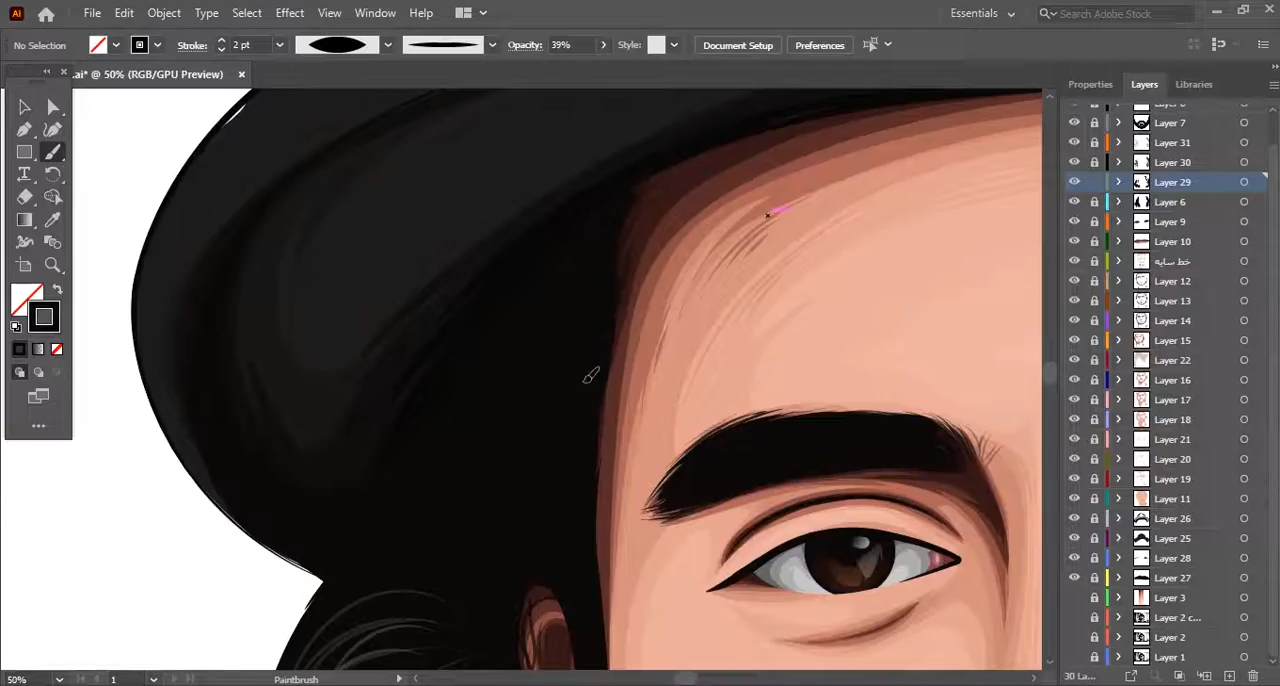 Ai File Edit Object Type Select Effect View Window Help Essentials Search Adobe Stock
No Selection Stroke: 2 pt Opacity: 39% Style: Document Setup Preferences
.ai* @ 50% (RGB/GPU Preview)
Properties Layers Libraries
Layer 7
Layer 31
Layer 30
Layer 29
Layer 6
Layer 9
Layer 10
خط سایه
Layer 12
Layer 13
Layer 14
Layer 15
Layer 22
Layer 16
Layer 17
Layer 18
Layer 21
Layer 20
Layer 19
Layer 11
Layer 26
Layer 25
Layer 28
Layer 27
Layer 3
Layer 2 c...
Layer 2
Layer 1
50% 1 Paintbrush 30 La...